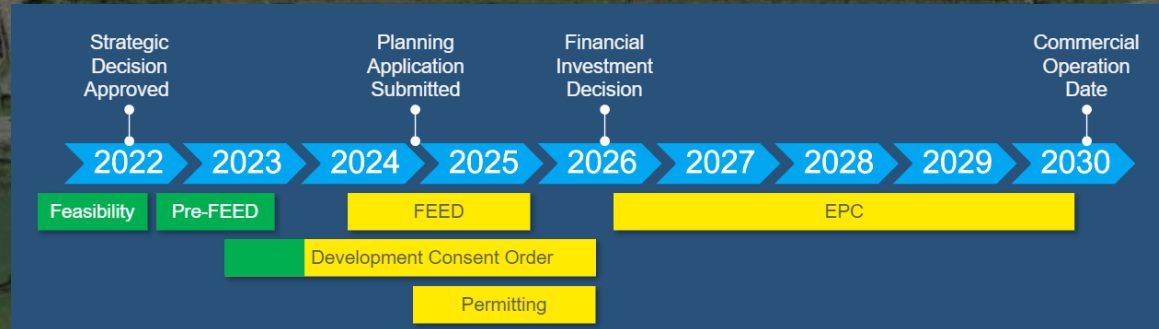 Strategic
Decision
Approved
Planning
Application
Submitted
Financial
Investment
Decision
Commercial
Operation
Date
2022 2023 2024 2025 2026 2027 2028 2029 2030
Feasibility Pre-FEED FEED EPC
Development Consent Order
Permitting